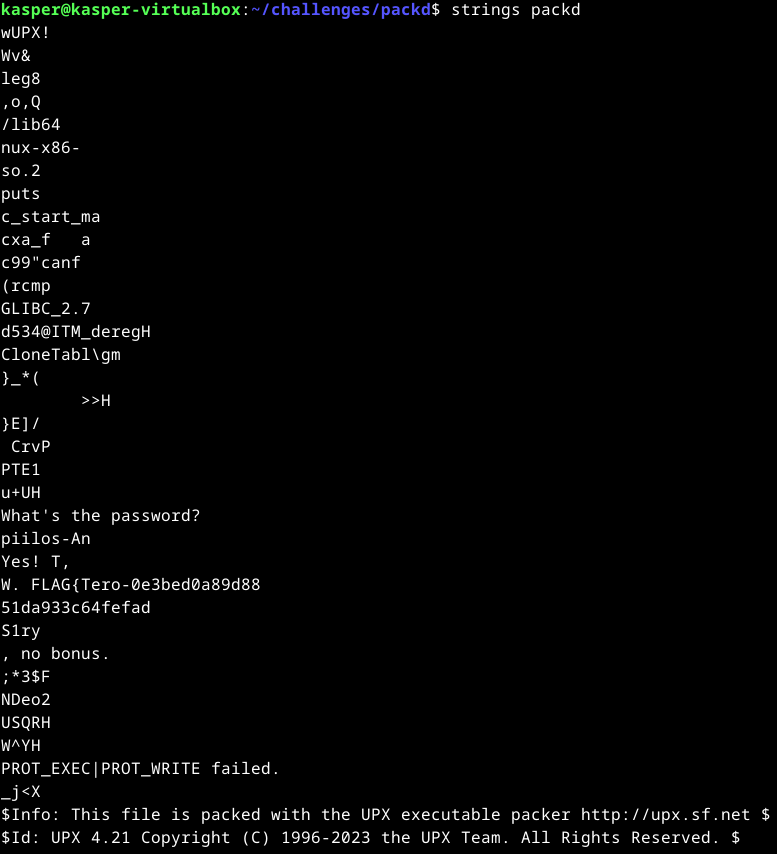 kasper@kasper-virtualbox:~/challenges/packd$ strings packd
wUPX!
Wv&
leg8
,o,Q
/lib64
nux-x86-
so.2
puts
c_start_ma
cxa_f   a
c99"canf
(rcmp
GLIBC_2.7
d534@ITM_deregH
CloneTabl\gm
}_*(
        >>H
}E]/
 CrvP
PTE1
u+UH
What's the password?
piilos-An
Yes! T,
W. FLAG{Tero-0e3bed0a89d88
51da933c64fefad
S1ry
, no bonus.
;*3$F
NDeo2
USQRH
W^YH
PROT_EXEC|PROT_WRITE failed.
_j<X
$Info: This file is packed with the UPX executable packer http://upx.sf.net $
$Id: UPX 4.21 Copyright (C) 1996-2023 the UPX Team. All Rights Reserved. $